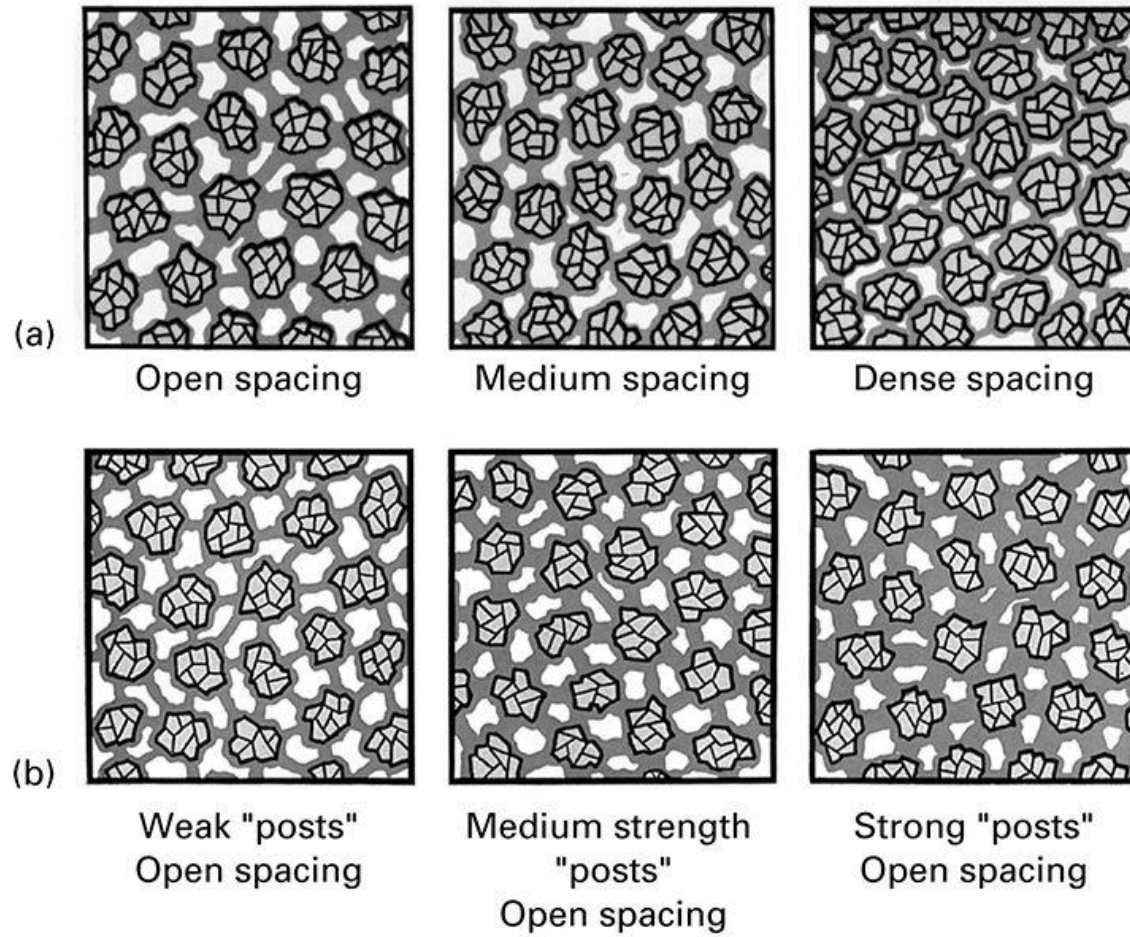 (a)
Open spacing
Medium spacing
Dense spacing
(b)
Weak "posts"
Open spacing
Medium strength
"posts"
Open spacing
Strong "posts"
Open spacing